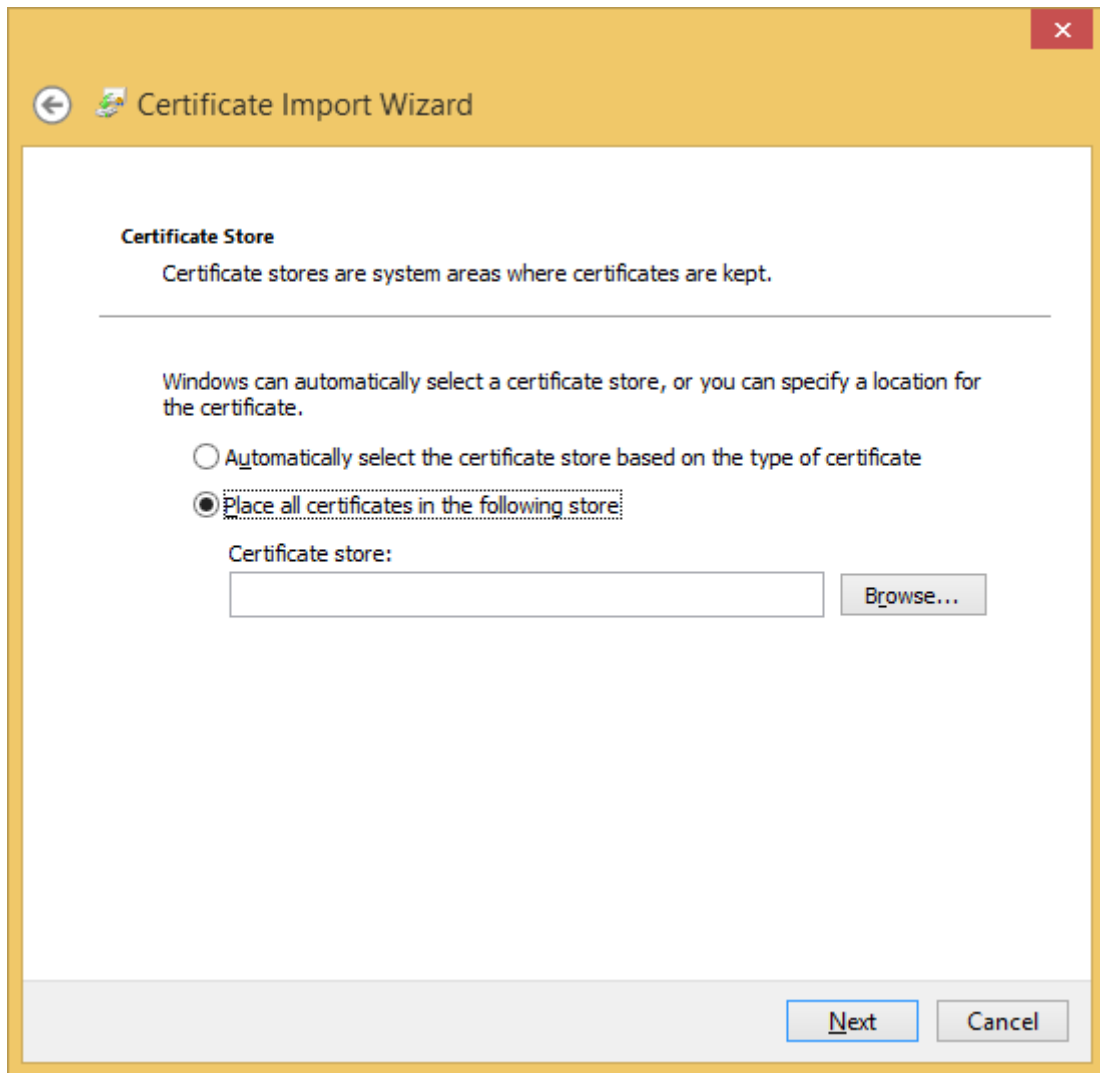 Certificate Import Wizard
Certificate Store
Certificate stores are system areas where certificates are kept.
Windows can automatically select a certificate store, or you can specify a location for
the certificate.
Automatically select the certificate store based on the type of certificate
Place all certificates in the following store
Certificate store:
Browse...
Next
Cancel